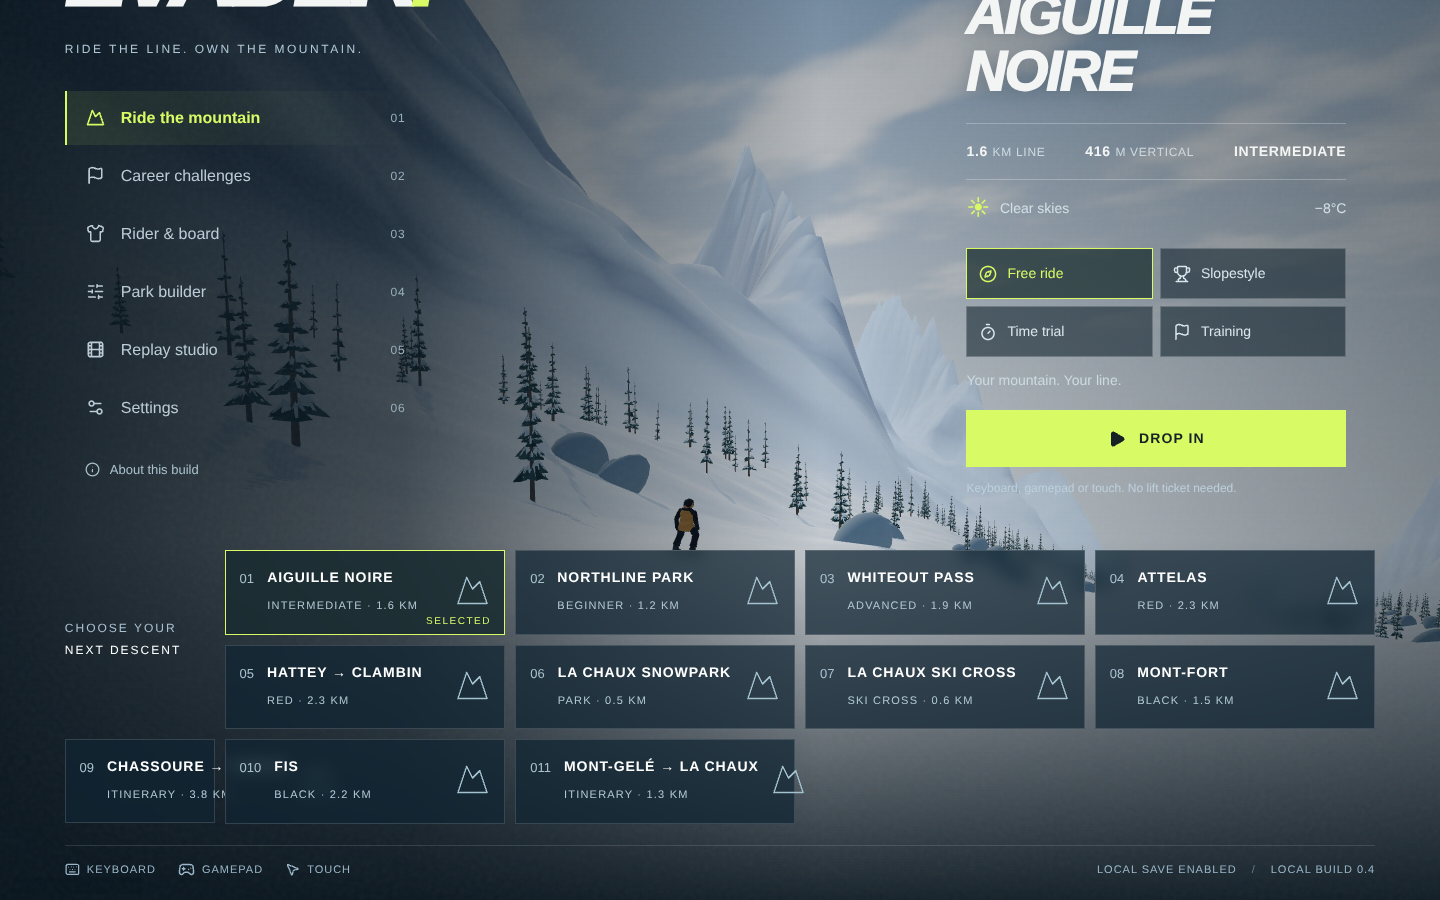 RIDE THE LINE. OWN THE MOUNTAIN.
Ride the mountain 01
Career challenges 02
Rider & board 03
Park builder 04
Replay studio 05
Settings 06
About this build
AIGUILLE
NOIRE
1.6 KM LINE 416 M VERTICAL INTERMEDIATE
Clear skies −8°C
Free ride Slopestyle
Time trial Training
Your mountain. Your line.
DROP IN
Keyboard, gamepad or touch. No lift ticket needed.
CHOOSE YOUR
NEXT DESCENT
01 AIGUILLE NOIRE
INTERMEDIATE · 1.6 KM
SELECTED
02 NORTHLINE PARK
BEGINNER · 1.2 KM
03 WHITEOUT PASS
ADVANCED · 1.9 KM
04 ATTELAS
RED · 2.3 KM
05 HATTEY → CLAMBIN
RED · 2.3 KM
06 LA CHAUX SNOWPARK
PARK · 0.5 KM
07 LA CHAUX SKI CROSS
SKI CROSS · 0.6 KM
08 MONT-FORT
BLACK · 1.5 KM
09 CHASSOURE →
ITINERARY · 3.8 KM
010 FIS
BLACK · 2.2 KM
011 MONT-GELÉ → LA CHAUX
ITINERARY · 1.3 KM
KEYBOARD GAMEPAD TOUCH
LOCAL SAVE ENABLED / LOCAL BUILD 0.4